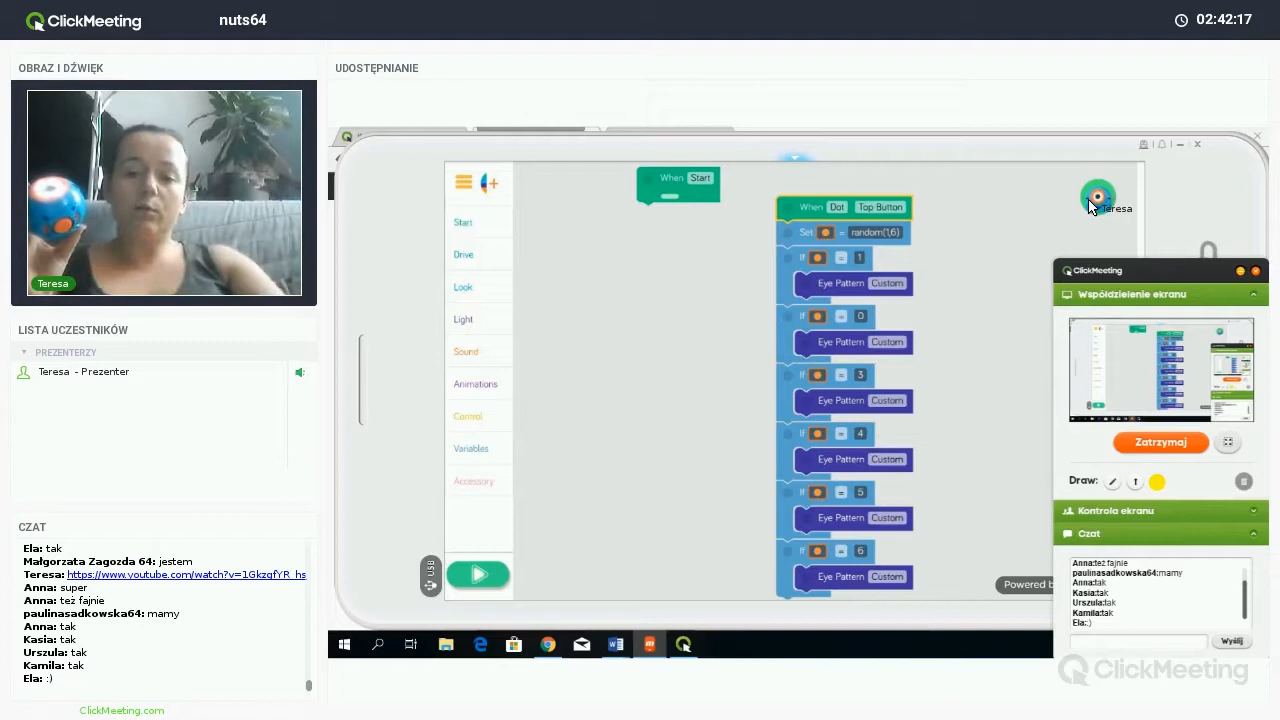 ClickMeeting
nuts64
02:42:17
OBRAZ I DŹWIĘK
Teresa
LISTA UCZESTNIKÓW
PREZENTERZY
Teresa - Prezenter
CZAT
Ela: tak
Małgorzata Zagozda 64: jestem
Teresa: https://www.youtube.com/watch?v=1GkzgfYR_hs
Anna: super
Anna: też fajnie
paulinasadkowska64: mamy
Anna: tak
Kasia: tak
Urszula: tak
Kamila: tak
Ela: :)
ClickMeeting.com
UDOSTĘPNIANIE
Start
Drive
Look
Light
Sound
Animations
Control
Variables
Accessory
USB
When Start
When Dot Top Button
Set = random(1,6)
If = 1
Eye Pattern Custom
If = 0
Eye Pattern Custom
If = 3
Eye Pattern Custom
If = 4
Eye Pattern Custom
If = 5
Eye Pattern Custom
If = 6
Eye Pattern Custom
Teresa
Powered by
ClickMeeting
Współdzielenie ekranu
Zatrzymaj
Draw:
Kontrola ekranu
Czat
Anna:też fajnie
paulinasadkowska64:mamy
Anna:tak
Kasia:tak
Urszula:tak
Kamila:tak
Ela::)
Wyślij
ClickMeeting